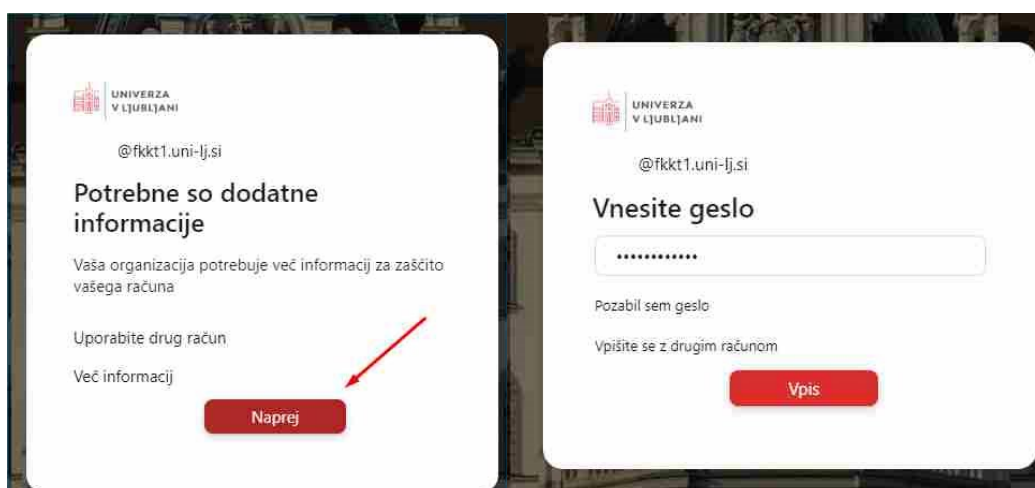 UNIVERZA
V LJUBLJANI
@fkkt1.uni-lj.si
Potrebne so dodatne
informacije
Vaša organizacija potrebuje več informacij za zaščito
vašega računa
Uporabite drug račun
Več informacij
Naprej
UNIVERZA
V LJUBLJANI
@fkkt1.uni-lj.si
Vnesite geslo
••••••••••••
Pozabil sem geslo
Vpišite se z drugim računom
Vpis